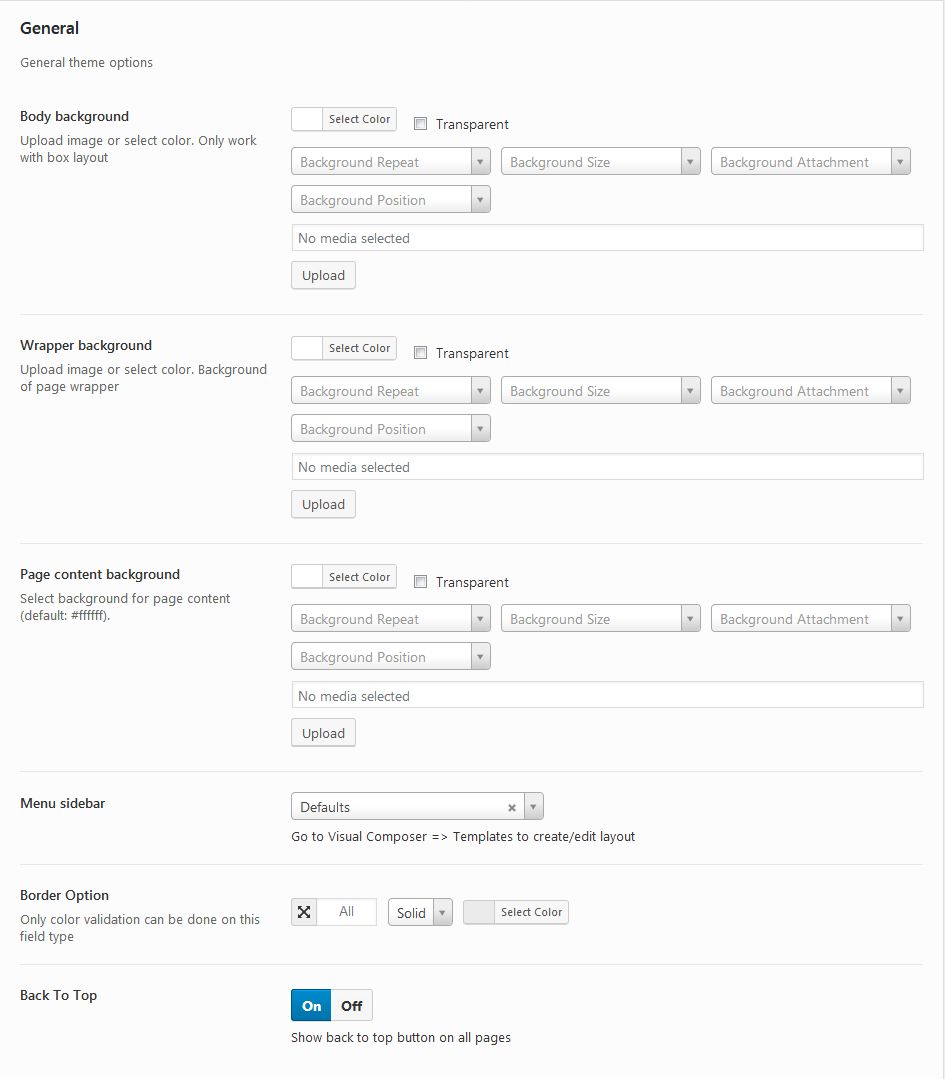 General
General theme options
Body background
Upload image or select color. Only work
with box layout
Select Color
Transparent
Background Repeat
Background Size
Background Attachment
Background Position
No media selected
Upload
Wrapper background
Upload image or select color. Background
of page wrapper
Select Color
Transparent
Background Repeat
Background Size
Background Attachment
Background Position
No media selected
Upload
Page content background
Select background for page content
(default: #ffffff).
Select Color
Transparent
Background Repeat
Background Size
Background Attachment
Background Position
No media selected
Upload
Menu sidebar
Defaults
Go to Visual Composer => Templates to create/edit layout
Border Option
Only color validation can be done on this
field type
All
Solid
Select Color
Back To Top
On
Off
Show back to top button on all pages